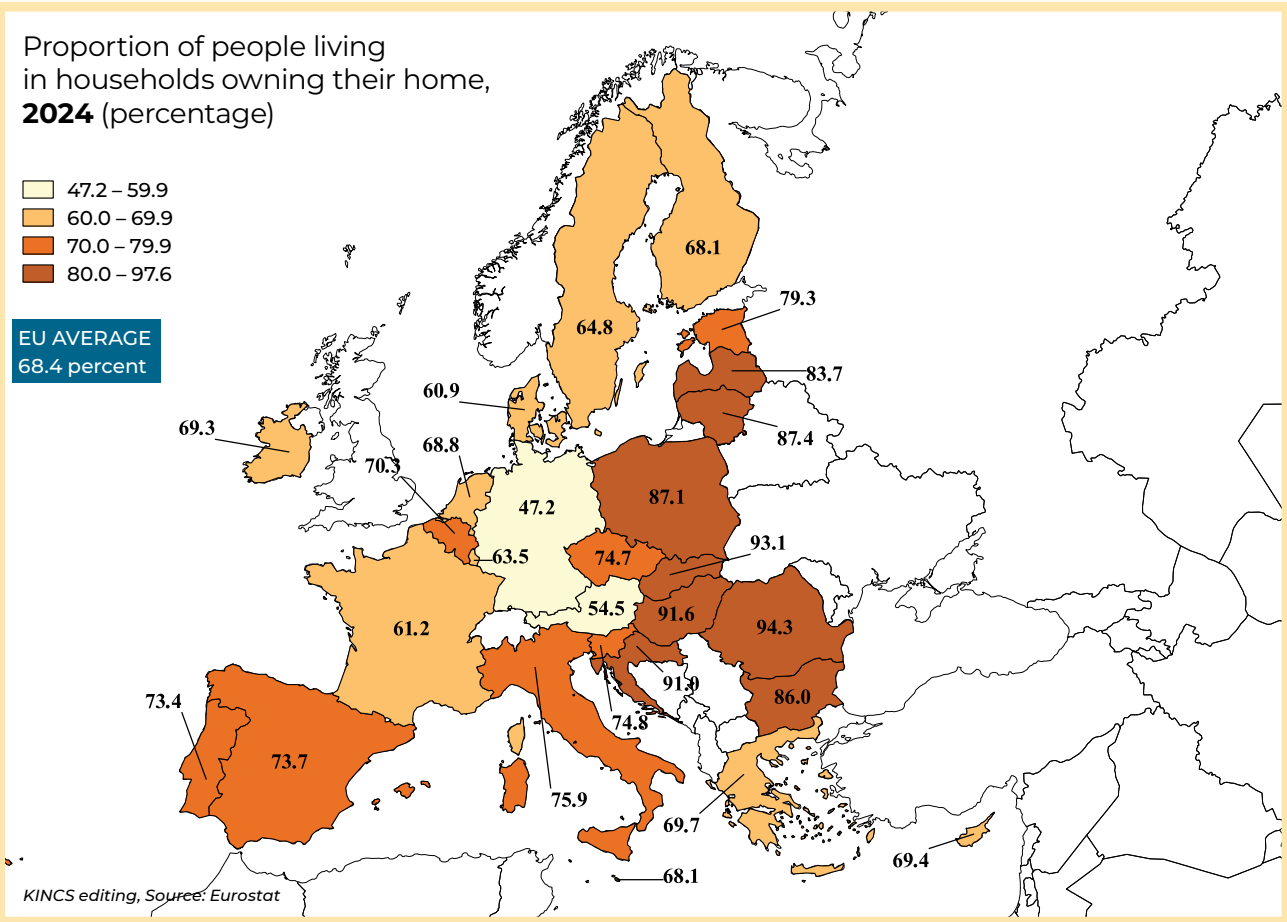 Proportion of people living
in households owning their home,
2024 (percentage)
47.2 – 59.9
60.0 – 69.9
70.0 – 79.9
80.0 – 97.6
EU AVERAGE
68.4 percent
68.1
79.3
64.8
83.7
60.9
87.4
69.3
68.8
70.3
87.1
47.2
93.1
63.5
74.7
54.5
91.6
61.2
94.3
91.0
86.0
73.4
74.8
73.7
75.9
69.7
69.4
68.1
KINCS editing, Source: Eurostat